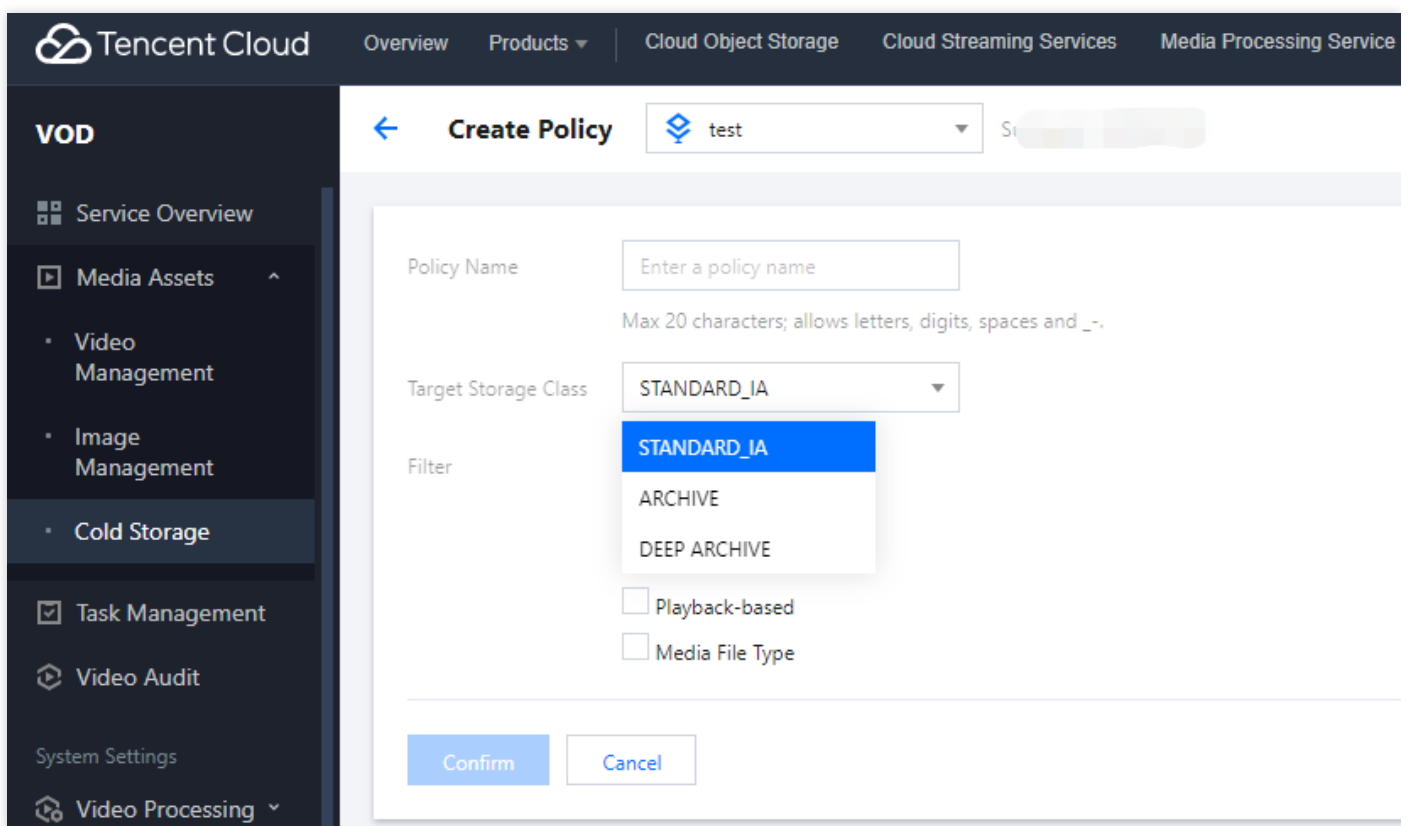 Tencent Cloud
Overview Products Cloud Object Storage Cloud Streaming Services Media Processing Service
VOD
Create Policy
test
Service Overview
Media Assets
Video
Management
Image
Management
Cold Storage
Task Management
Video Audit
System Settings
Video Processing
Policy Name
Enter a policy name
Max 20 characters; allows letters, digits, spaces and _-.
Target Storage Class
STANDARD_IA
STANDARD_IA
ARCHIVE
DEEP ARCHIVE
Filter
Playback-based
Media File Type
Confirm
Cancel